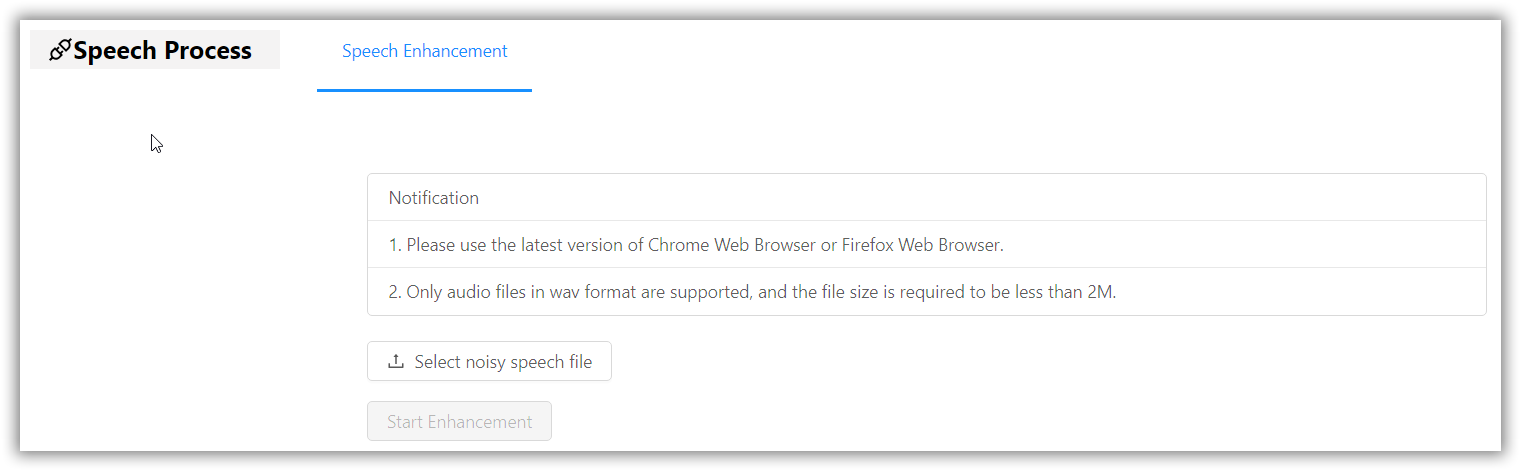 Speech Process
Speech Enhancement
Notification
1. Please use the latest version of Chrome Web Browser or Firefox Web Browser.
2. Only audio files in wav format are supported, and the file size is required to be less than 2M.
Select noisy speech file
Start Enhancement